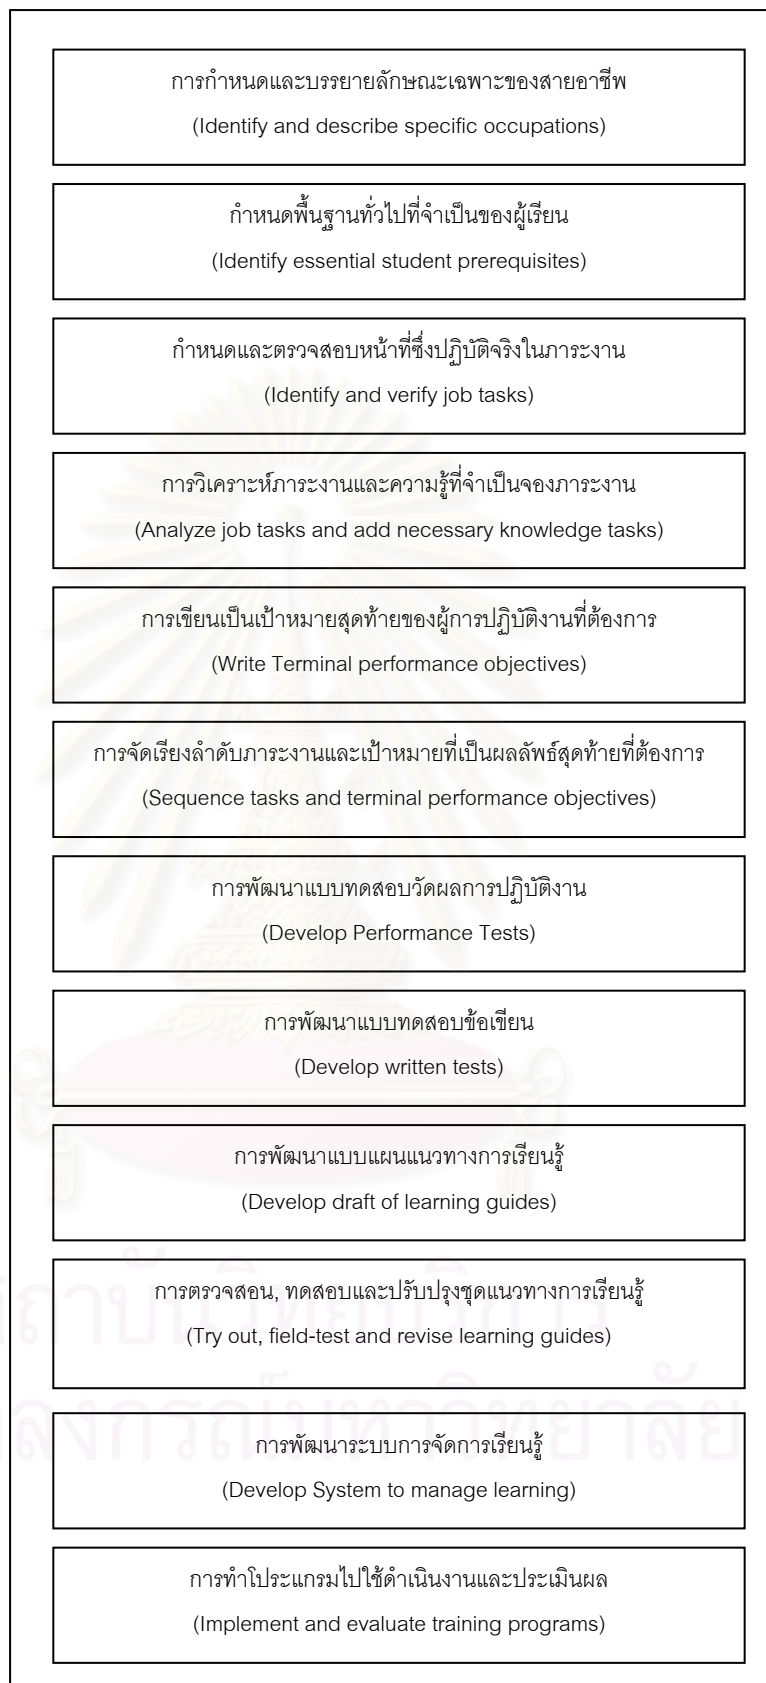 การกำหนดและบรรยายลักษณะเฉพาะของสายอาชีพ
(Identify and describe specific occupations)
กำหนดพื้นฐานทั่วไปที่จำเป็นของผู้เรียน
(Identify essential student prerequisites)
กำหนดและตรวจสอบหน้าที่ซึ่งปฏิบัติจริงในภาระงาน
(Identify and verify job tasks)
การวิเคราะห์ภาระงานและความรู้ที่จำเป็นจองภาระงาน
(Analyze job tasks and add necessary knowledge tasks)
การเขียนเป็นเป้าหมายสุดท้ายของผู้การปฏิบัติงานที่ต้องการ
(Write Terminal performance objectives)
การจัดเรียงลำดับภาระงานและเป้าหมายที่เป็นผลลัพธ์สุดท้ายที่ต้องการ
(Sequence tasks and terminal performance objectives)
การพัฒนาแบบทดสอบวัดผลการปฏิบัติงาน
(Develop Performance Tests)
การพัฒนาแบบทดสอบข้อเขียน
(Develop written tests)
การพัฒนาแบบแผนแนวทางการเรียนรู้
(Develop draft of learning guides)
การตรวจสอน, ทดสอบและปรับปรุงชุดแนวทางการเรียนรู้
(Try out, field-test and revise learning guides)
การพัฒนาระบบการจัดการเรียนรู้
(Develop System to manage learning)
การทำโประแกรมไปใช้ดำเนินงานและประเมินผล
(Implement and evaluate training programs)